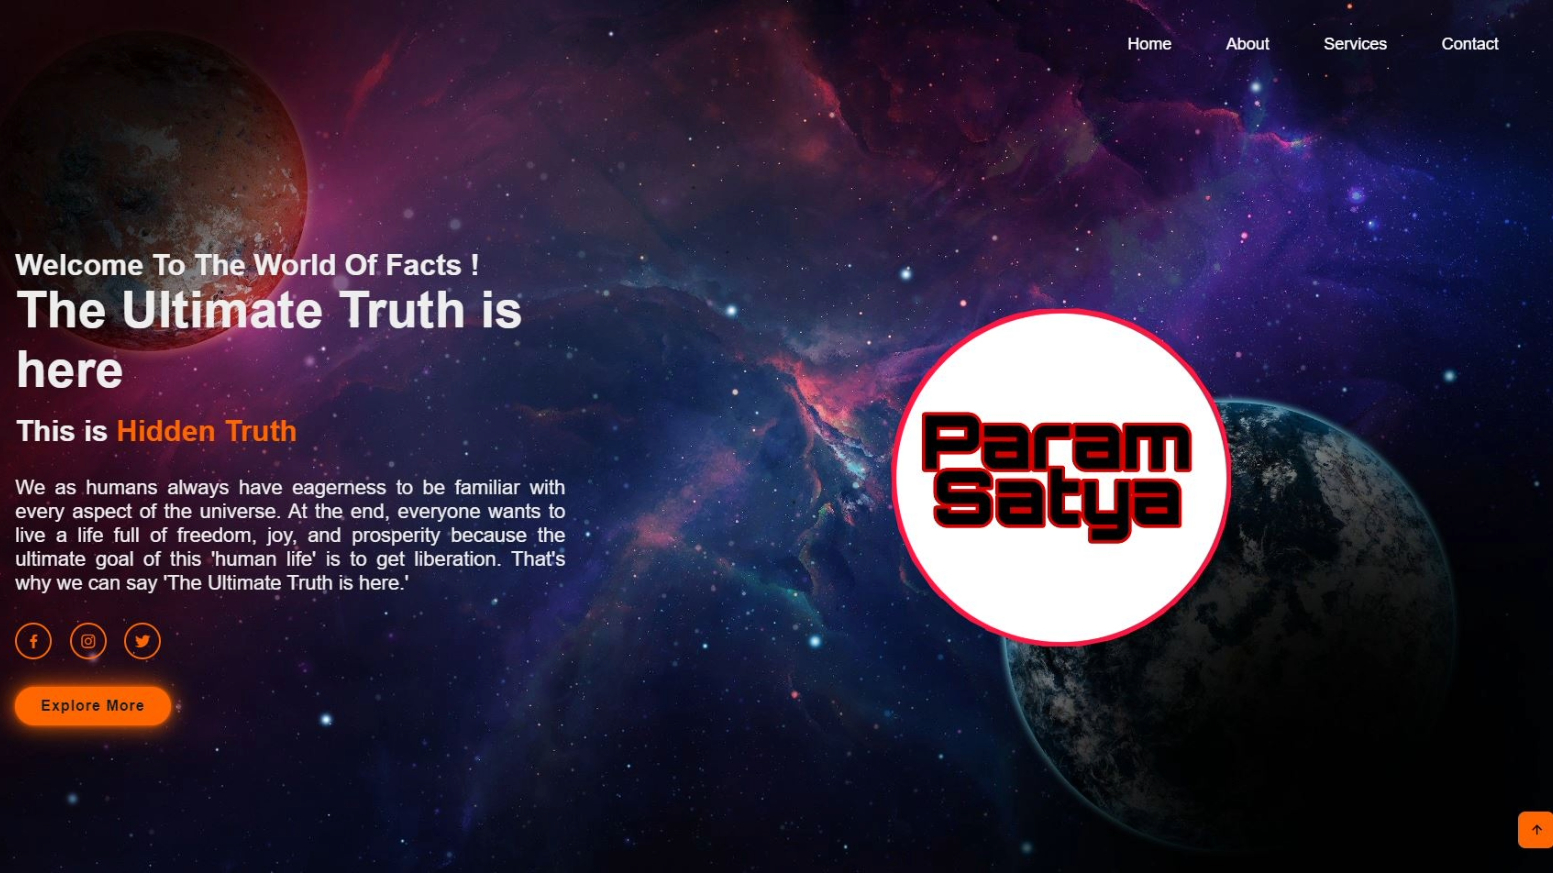 Home About Services Contact
Welcome To The World Of Facts !
The Ultimate Truth is
here
This is Hidden Truth
We as humans always have eagerness to be familiar with
every aspect of the universe. At the end, everyone wants to
live a life full of freedom, joy, and prosperity because the
ultimate goal of this 'human life' is to get liberation. That's
why we can say 'The Ultimate Truth is here.'
Explore More
Param
Satya